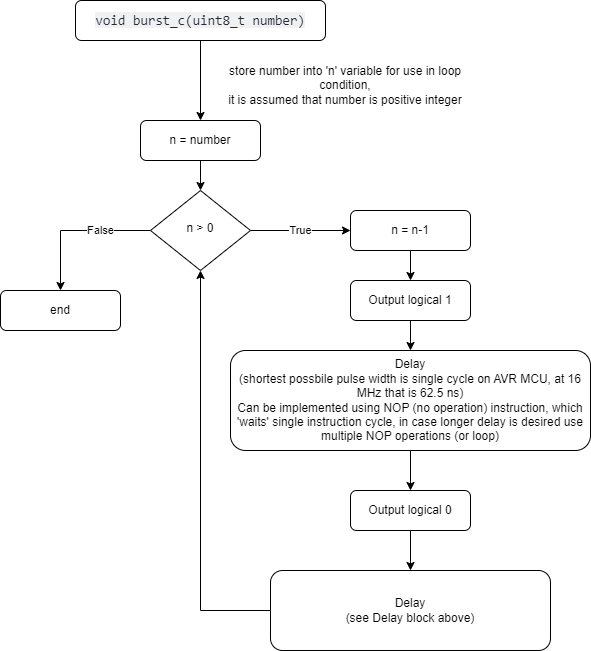 void burst_c(uint8_t number)
store number into 'n' variable for use in loop
condition,
it is assumed that number is positive integer
n = number
n > 0
False
True
n = n-1
end
Output logical 1
Delay
(shortest possbile pulse width is single cycle on AVR MCU, at 16
MHz that is 62.5 ns)
Can be implemented using NOP (no operation) instruction, which
'waits' single instruction cycle, in case longer delay is desired use
multiple NOP operations (or loop)
Output logical 0
Delay
(see Delay block above)